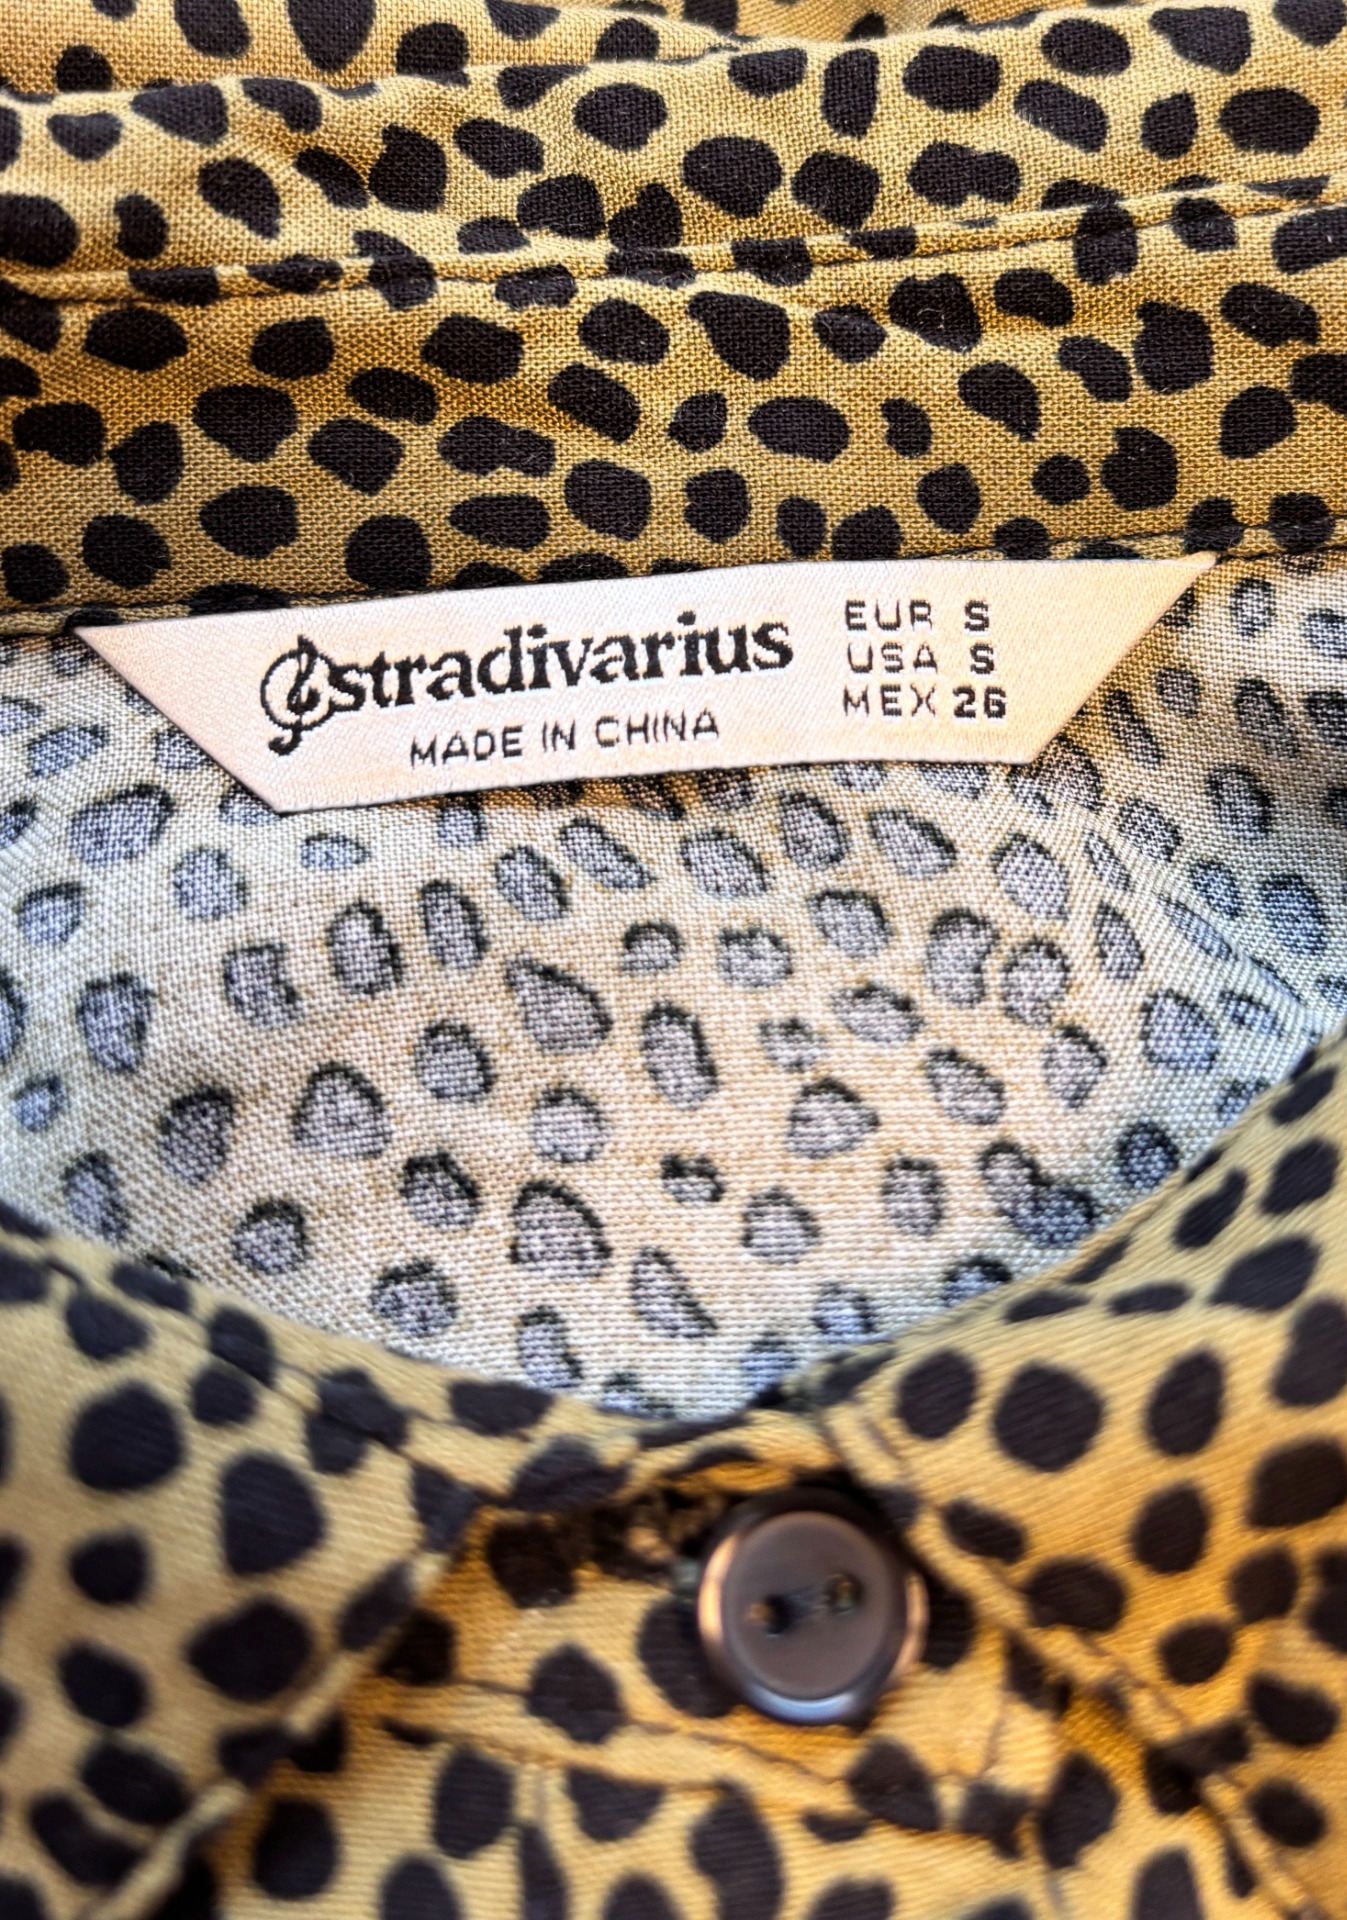 stradivarius
MADE IN CHINA
EUR S
USA S
MEX 26